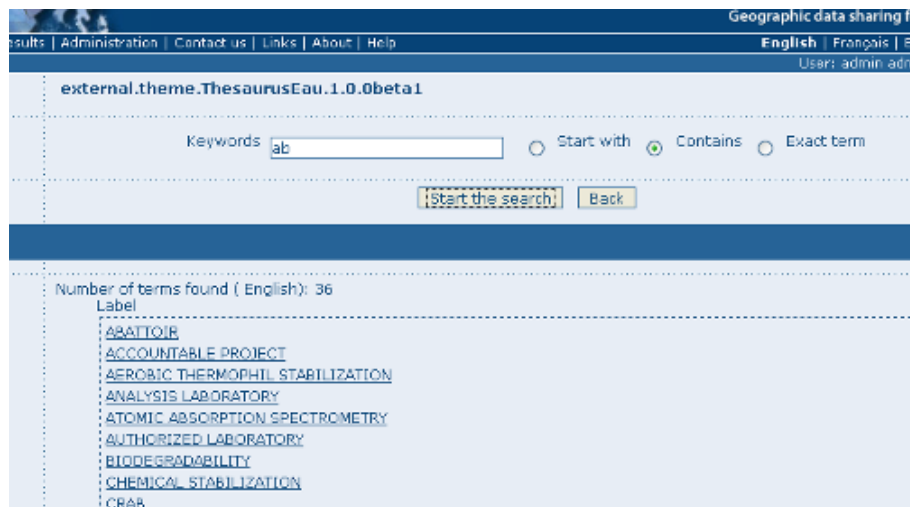 Geographic data sharing f
esults | Administration | Contact us | Links | About | Help
English | Français | E
User: admin adm
external.theme.ThesaurusEau.1.0.0beta1
Keywords ab Start with Contains Exact term
Start the search Back
Number of terms found ( English): 36
Label
ABATTOIR
ACCOUNTABLE PROJECT
AEROBIC THERMOPHIL STABILIZATION
ANALYSIS LABORATORY
ATOMIC ABSORPTION SPECTROMETRY
AUTHORIZED LABORATORY
BIODEGRADABILITY
CHEMICAL STABILIZATION
CRAB